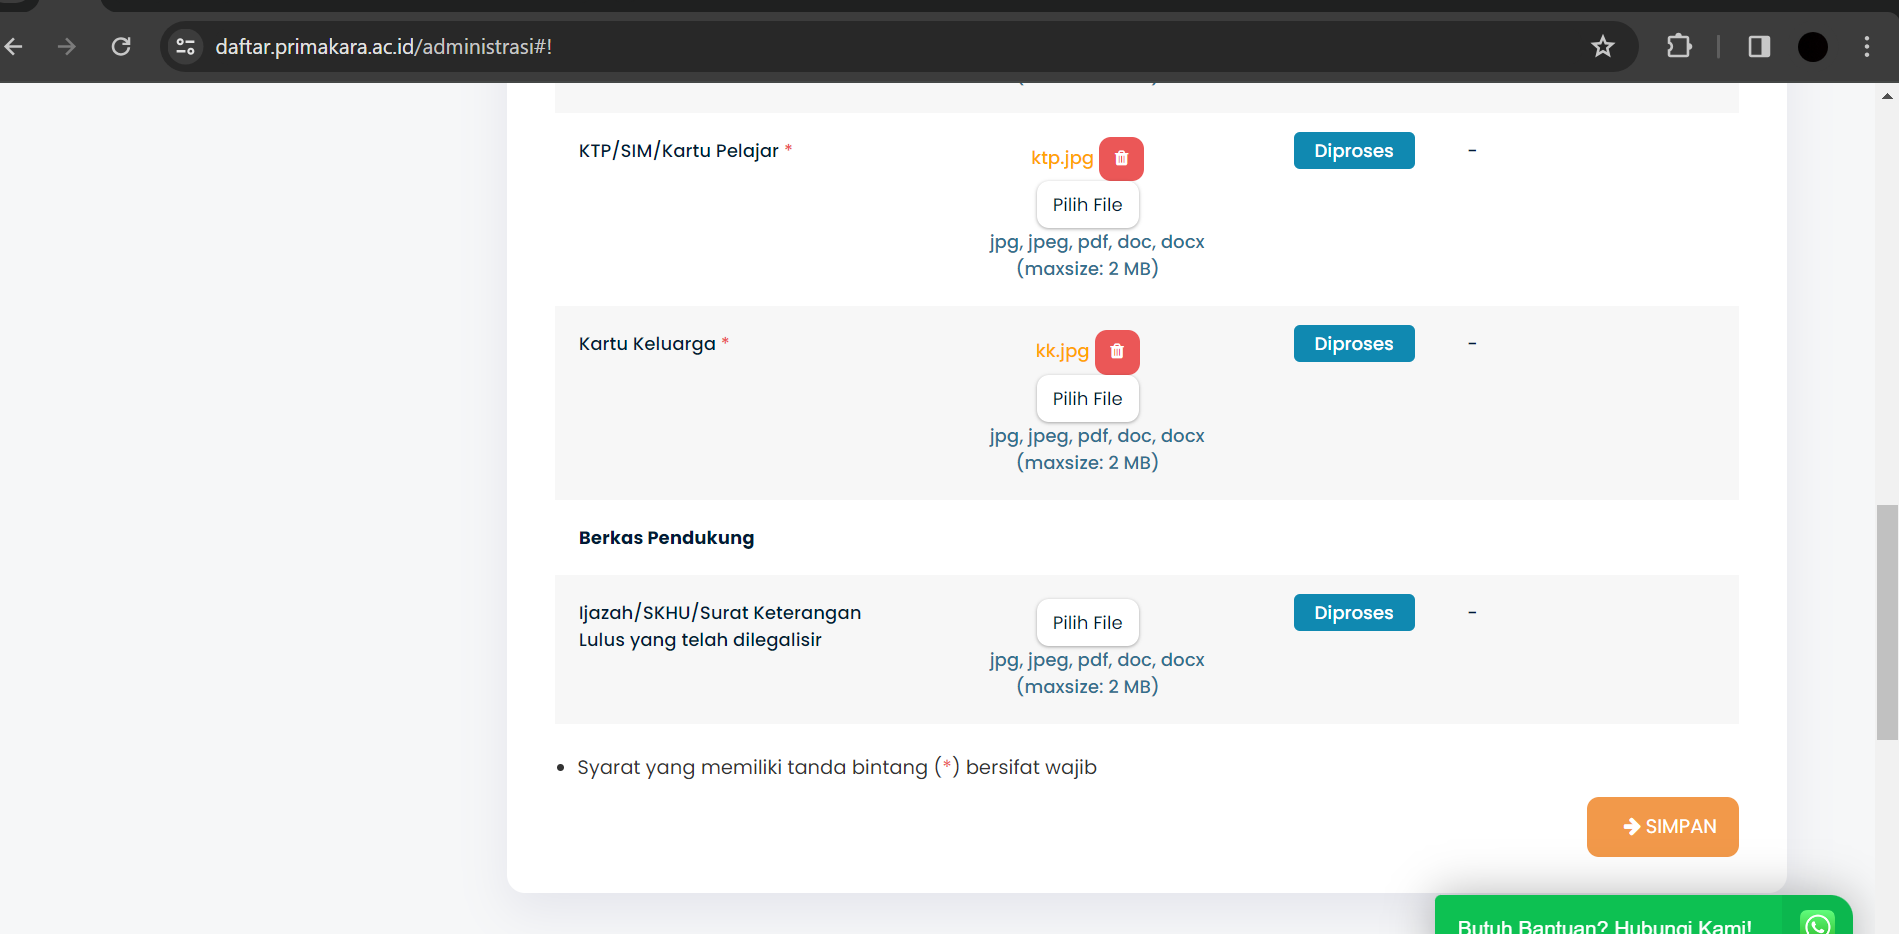 daftar.primakara.ac.id/administrasi#!
KTP/SIM/Kartu Pelajar *
ktp.jpg
Diproses
-
Pilih File
jpg, jpeg, pdf, doc, docx
(maxsize: 2 MB)
Kartu Keluarga *
kk.jpg
Diproses
-
Pilih File
jpg, jpeg, pdf, doc, docx
(maxsize: 2 MB)
Berkas Pendukung
Ijazah/SKHU/Surat Keterangan
Lulus yang telah dilegalisir
Pilih File
Diproses
-
jpg, jpeg, pdf, doc, docx
(maxsize: 2 MB)
• Syarat yang memiliki tanda bintang (*) bersifat wajib
SIMPAN
Butuh Bantuan? Hubungi Kami!